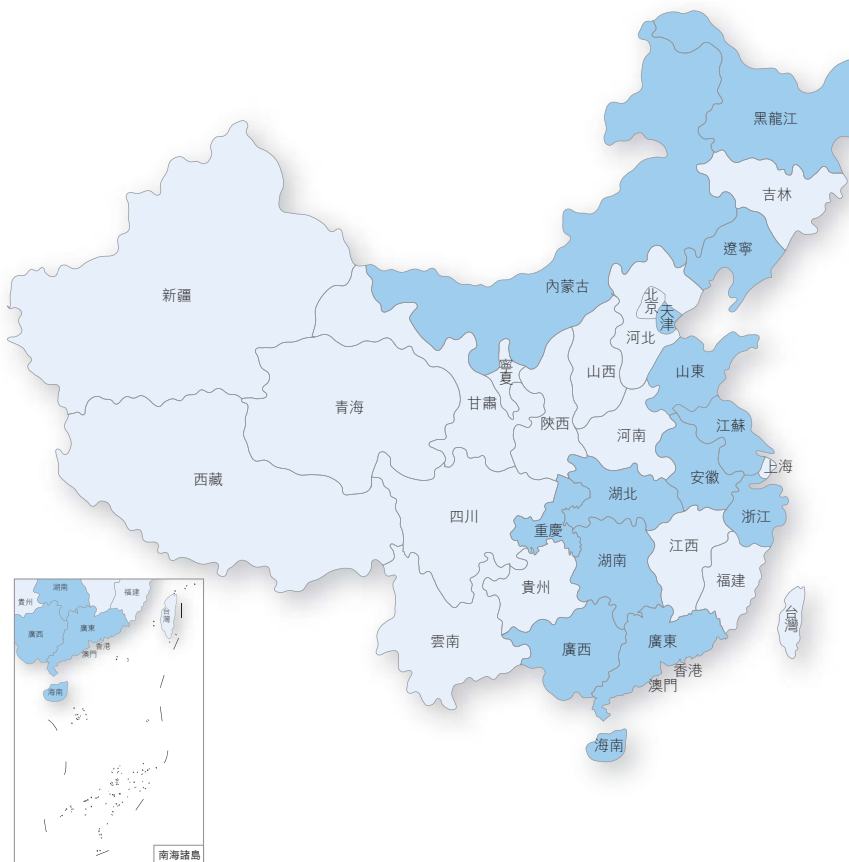 黑龍江
吉林
遼寧
內蒙古
新疆
北京
天津
河北
山西
山東
寧夏
青海
甘肅
陝西
河南
江蘇
上海
西藏
安徽
湖北
四川
浙江
重慶
江西
湖南
福建
貴州
台灣
雲南
廣西
廣東
香港
澳門
海南
湖南
福建
貴州
台灣
廣西
廣東
香港
澳門
海南
南海諸島